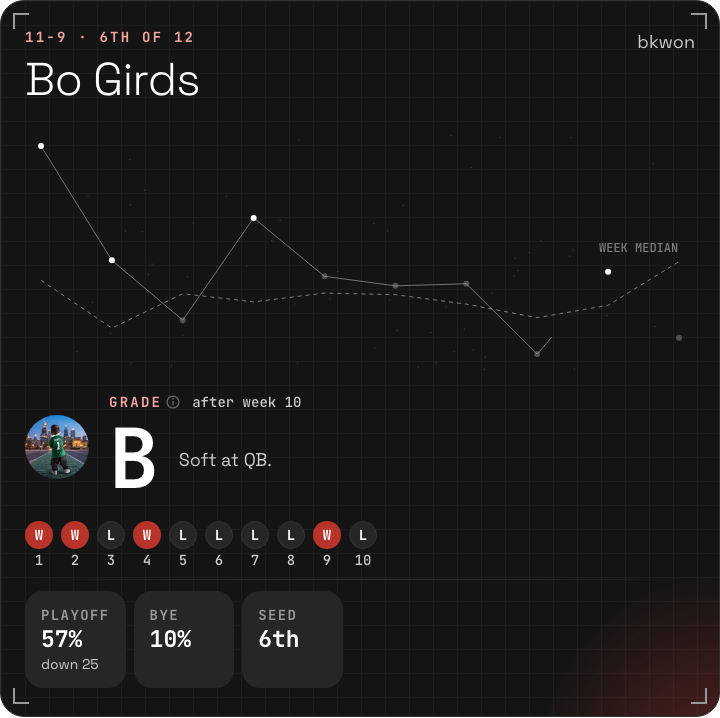 11-9 · 6TH OF 12
bkwon
Bo Girds
WEEK MEDIAN
GRADE ⓘ after week 10
B Soft at QB.
W W L W L L L L W L
1 2 3 4 5 6 7 8 9 10
PLAYOFF BYE SEED
57% 10% 6th
down 25